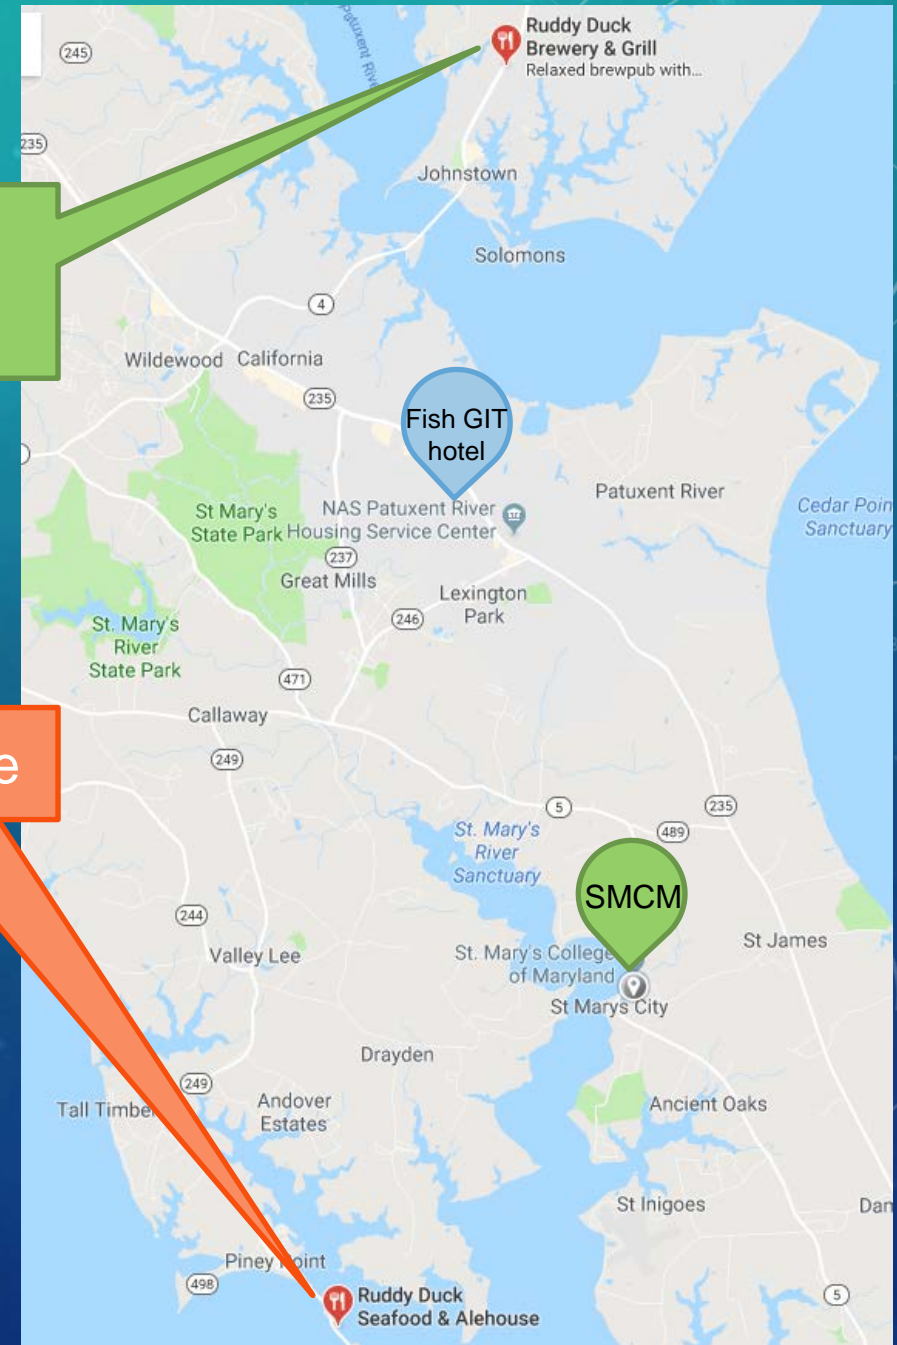 Ruddy Duck
Brewery & Grill
Relaxed brewpub with...
245
Patuxent River
235
Johnstown
Solomons
4
Wildewood
California
235
Fish GIT
hotel
St Mary's
State Park
NAS Patuxent River
Housing Service Center
Patuxent River
Cedar Poin
Sanctuary
237
Great Mills
Lexington
Park
246
St. Mary's
River
State Park
471
Callaway
249
e
5
235
489
St. Mary's
River
Sanctuary
SMCM
244
Valley Lee
St. Mary's College
of Maryland
St Marys City
St James
Drayden
249
Tall Timbe
Andover
Estates
Ancient Oaks
St Inigoes
Dan
Piney Point
498
Ruddy Duck
Seafood & Alehouse
5